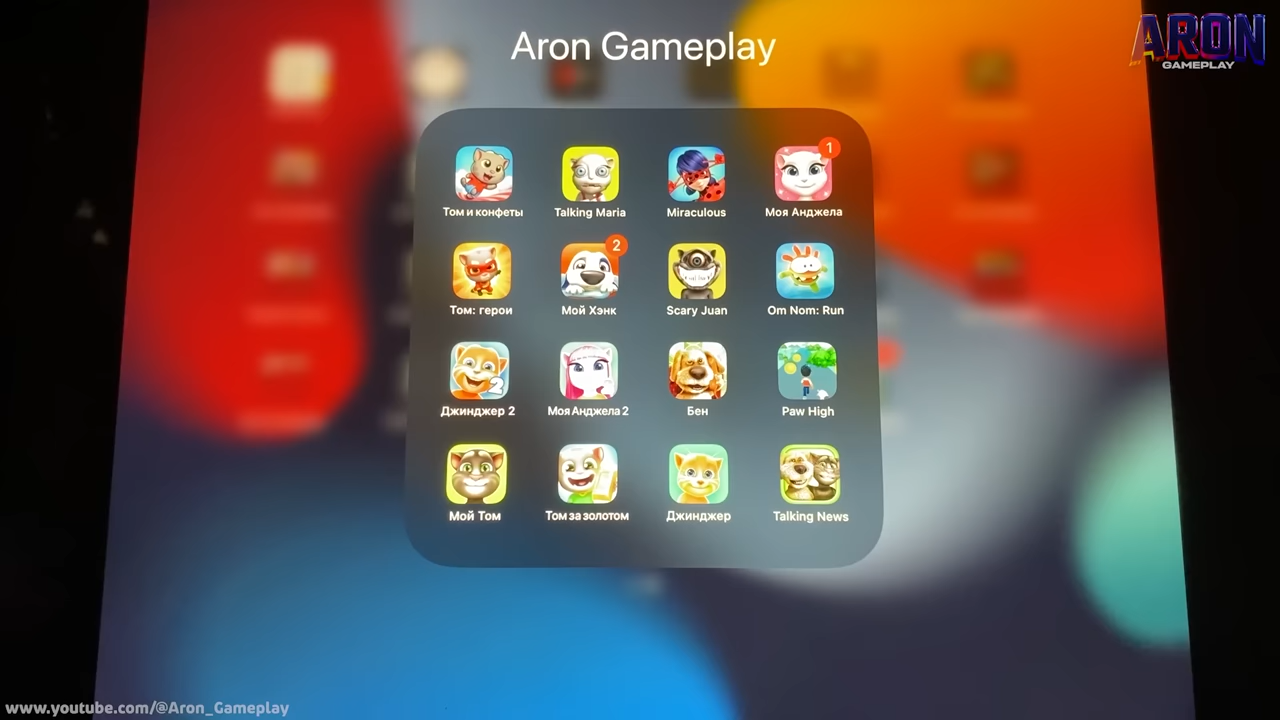 Aron Gameplay
ARON
GAMEPLAY
1
Том и конфеты
Talking Maria
Miraculous
Моя Анджела
2
Том: герои
Мой Хэнк
Scary Juan
Om Nom: Run
2
Джинджер 2
Моя Анджела 2
Бен
Paw High
Мой Том
Том за золотом
Джинджер
Talking News
www.youtube.com/@Aron_Gameplay